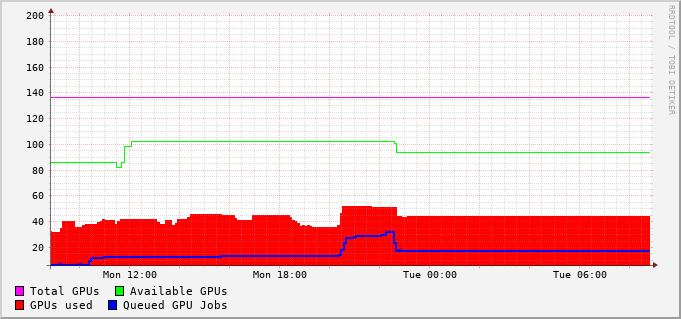 RRDTOOL / TOBI OETIKER
200
180
160
140
120
100
80
60
40
20
Mon 12:00 Mon 18:00 Tue 00:00 Tue 06:00
Total GPUs Available GPUs
GPUs used Queued GPU Jobs